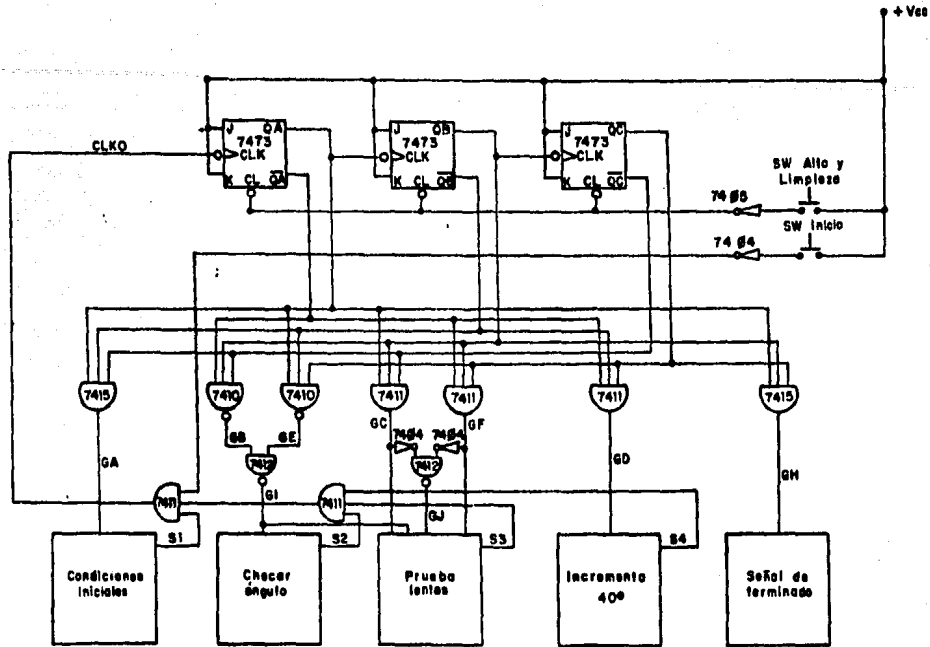 + Vcc
J QA
7473
CLK
K CL Q̅A̅
J QB
7473
CLK
K CL Q̅B̅
J QC
7473
CLK
K CL Q̅C̅
CLKO
SW Alto y
Limpieza
74Ø5
SW Inicio
74Ø4
7415
7410
7410
7411
7411
7411
7415
GB
GE
GC
74Ø4
74Ø4
GF
GD
GH
GA
7412
7412
7411
GI
7411
GJ
S1
S2
S3
S4
Condiciones
iniciales
Checar
ángulo
Prueba
lentes
Incremento
40°
Señal de
terminado